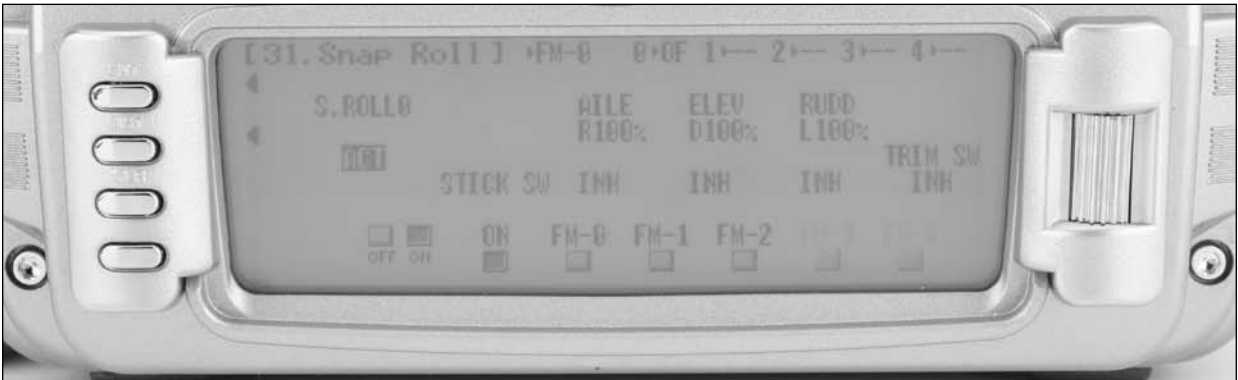 [31.Snap Roll] FM-0 0 OF 1 -- 2 -- 3 -- 4 --
S.ROLL0 AILE ELEV RUDD
R100% D100% L100%
ACT TRIM SW
STICK SW INH INH INH INH
ON FM-0 FM-1 FM-2
OFF ON